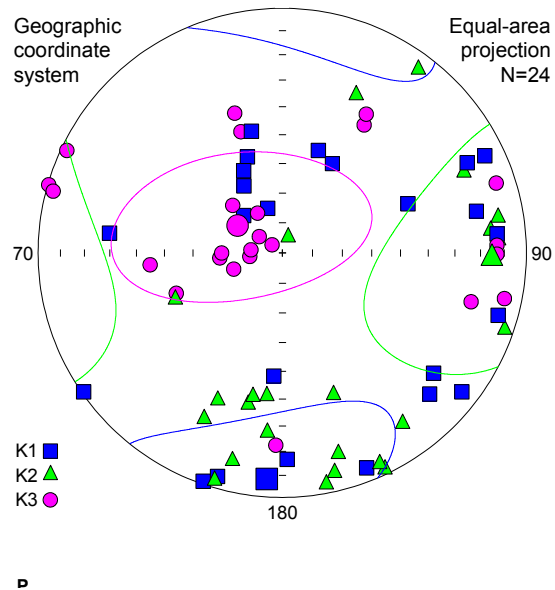 Geographic
coordinate
system
Equal-area
projection
N=24
70
90
K1
K2
K3
180
P